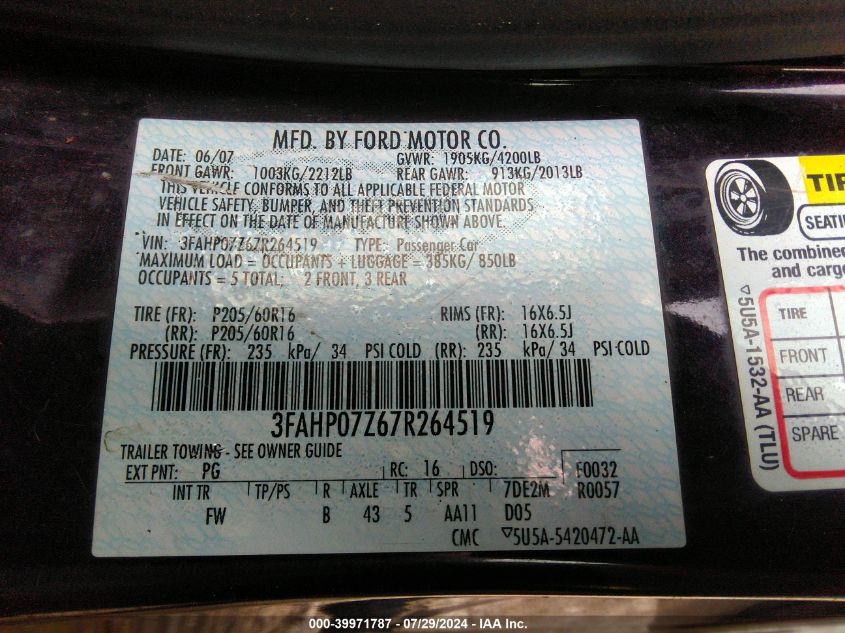 MFD. BY FORD MOTOR CO.
DATE: 06/07 GVWR: 1905KG/4200LB
FRONT GAWR: 1003KG/2212LB REAR GAWR: 913KG/2013LB
THIS VEHICLE CONFORMS TO ALL APPLICABLE FEDERAL MOTOR
VEHICLE SAFETY, BUMPER, AND THEFT PREVENTION STANDARDS
IN EFFECT ON THE DATE OF MANUFACTURE SHOWN ABOVE.
VIN: 3FAHP07Z67R264519 TYPE: Passenger Car
MAXIMUM LOAD = OCCUPANTS + LUGGAGE = 385KG/ 850LB
OCCUPANTS = 5 TOTAL; 2 FRONT, 3 REAR
TIRE (FR): P205/60R16 RIMS (FR): 16X6.5J
(RR): P205/60R16 (RR): 16X6.5J
PRESSURE (FR): 235 kPa/ 34 PSI COLD (RR): 235 kPa/ 34 PSI COLD
3FAHP07Z67R264519
TRAILER TOWING - SEE OWNER GUIDE
EXT PNT: PG RC: 16 DSO: F0032
INT TR TP/PS R AXLE TR SPR 7DE2M R0057
FW B 43 5 AA11 D05
CMC ▽5U5A-5420472-AA
TIR
SEATI
The combine
and cargo
TIRE
FRONT
REAR
SPARE
▽5U5A-1532-AA (TLU)
000-39971787 - 07/29/2024 - IAA Inc.